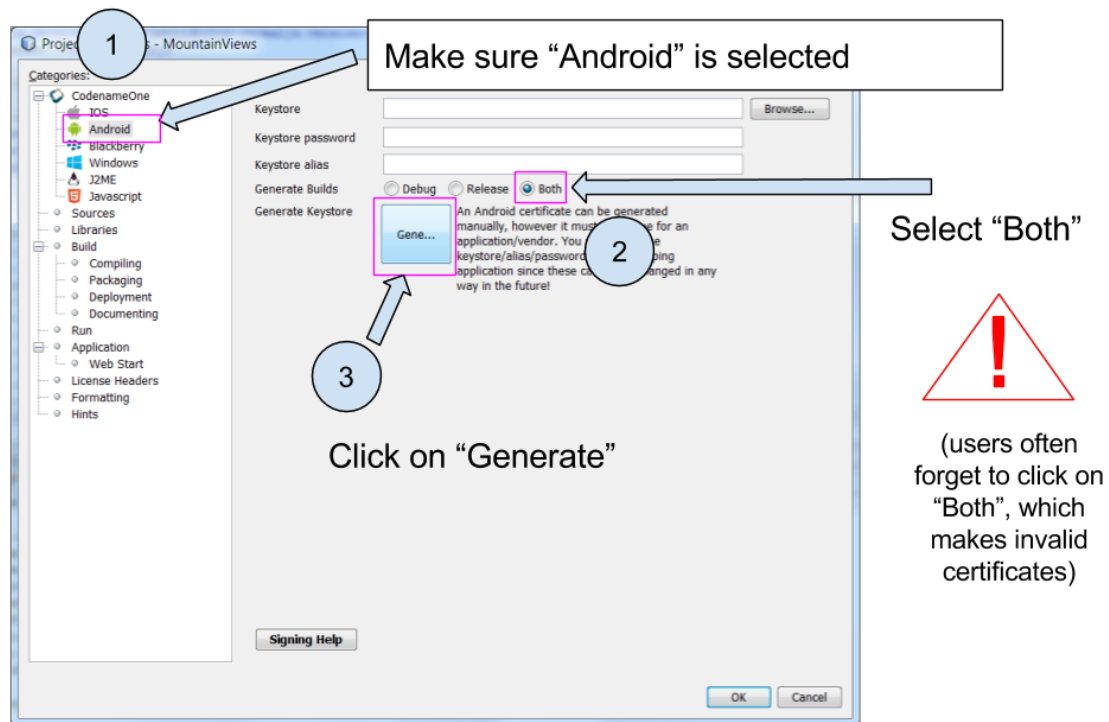 Projec
s - MountainViews
1
Make sure “Android” is selected
Categories:
CodenameOne
IOS
Android
Blackberry
Windows
J2ME
Javascript
Sources
Libraries
Build
Compiling
Packaging
Deployment
Documenting
Run
Application
Web Start
License Headers
Formatting
Hints
Keystore
Browse...
Keystore password
Keystore alias
Generate Builds
Debug
Release
Both
Generate Keystore
Gene...
An Android certificate can be generated
manually, however it must e for an
application/vendor. You e
keystore/alias/password ping
application since these ca anged in any
way in the future!
2
Select “Both”
!
(users often
forget to click on
“Both”, which
makes invalid
certificates)
3
Click on “Generate”
Signing Help
OK
Cancel